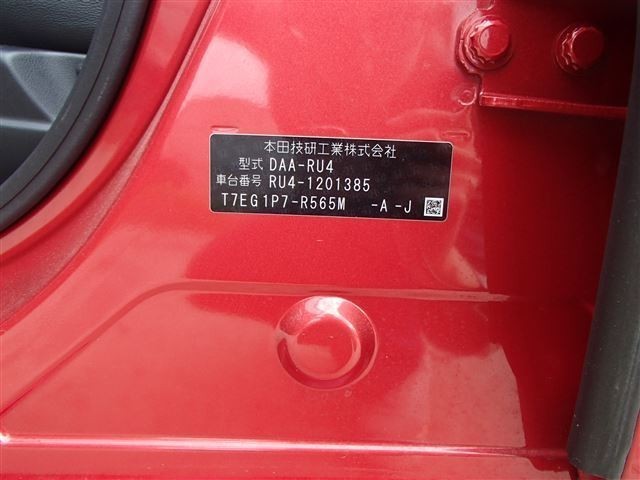 本田技研工業株式会社
型式 DAA-RU4
車台番号 RU4-1201385
T7EG1P7-R565M -A-J